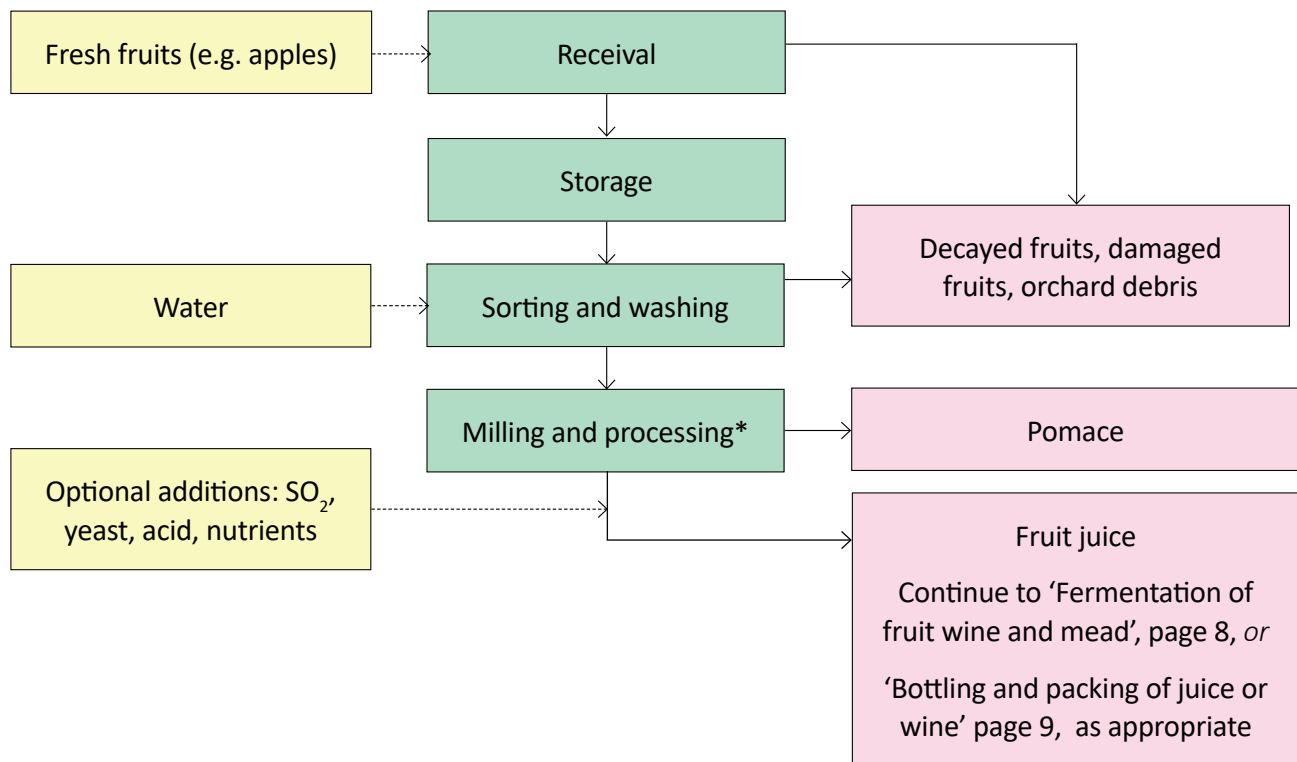 Fresh fruits (e.g. apples)
Receival
Storage
Decayed fruits, damaged
fruits, orchard debris
Water
Sorting and washing
Milling and processing*
Pomace
Optional additions: SO₂,
yeast, acid, nutrients
Fruit juice
Continue to ‘Fermentation of
fruit wine and mead’, page 8, or
‘Bottling and packing of juice or
wine’ page 9, as appropriate